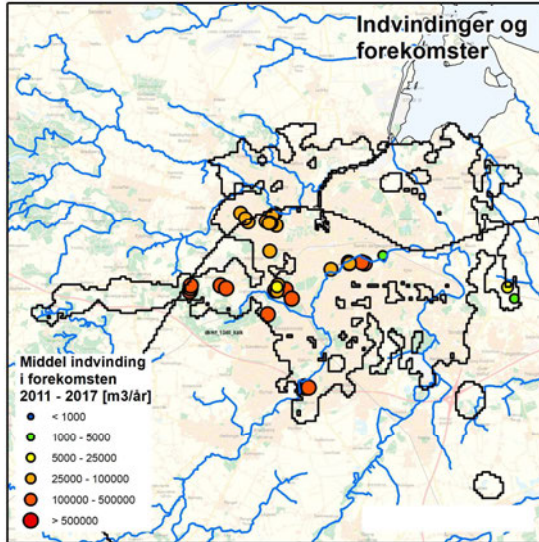 Indvindinger og
forekomster
Middel indvinding
i forekomsten
2011 - 2017 [m3/år]
< 1000
1000 - 5000
5000 - 25000
25000 - 100000
100000 - 500000
> 500000